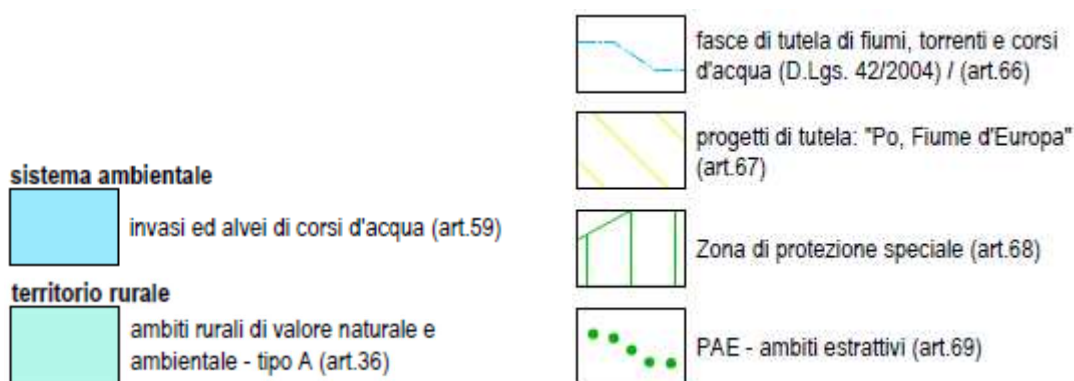 sistema ambientale
invasi ed alvei di corsi d'acqua (art.59)
territorio rurale
ambiti rurali di valore naturale e
ambientale - tipo A (art.36)
fasce di tutela di fiumi, torrenti e corsi
d'acqua (D.Lgs. 42/2004) / (art.66)
progetti di tutela: "Po, Fiume d'Europa"
(art.67)
Zona di protezione speciale (art.68)
PAE - ambiti estrattivi (art.69)